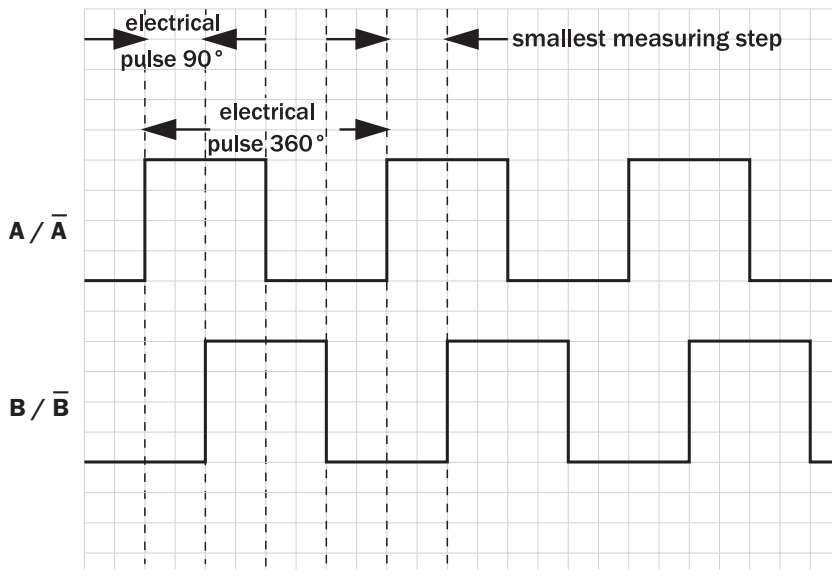 electrical
pulse 90°
smallest measuring step
electrical
pulse 360°
A / A̅
B / B̅